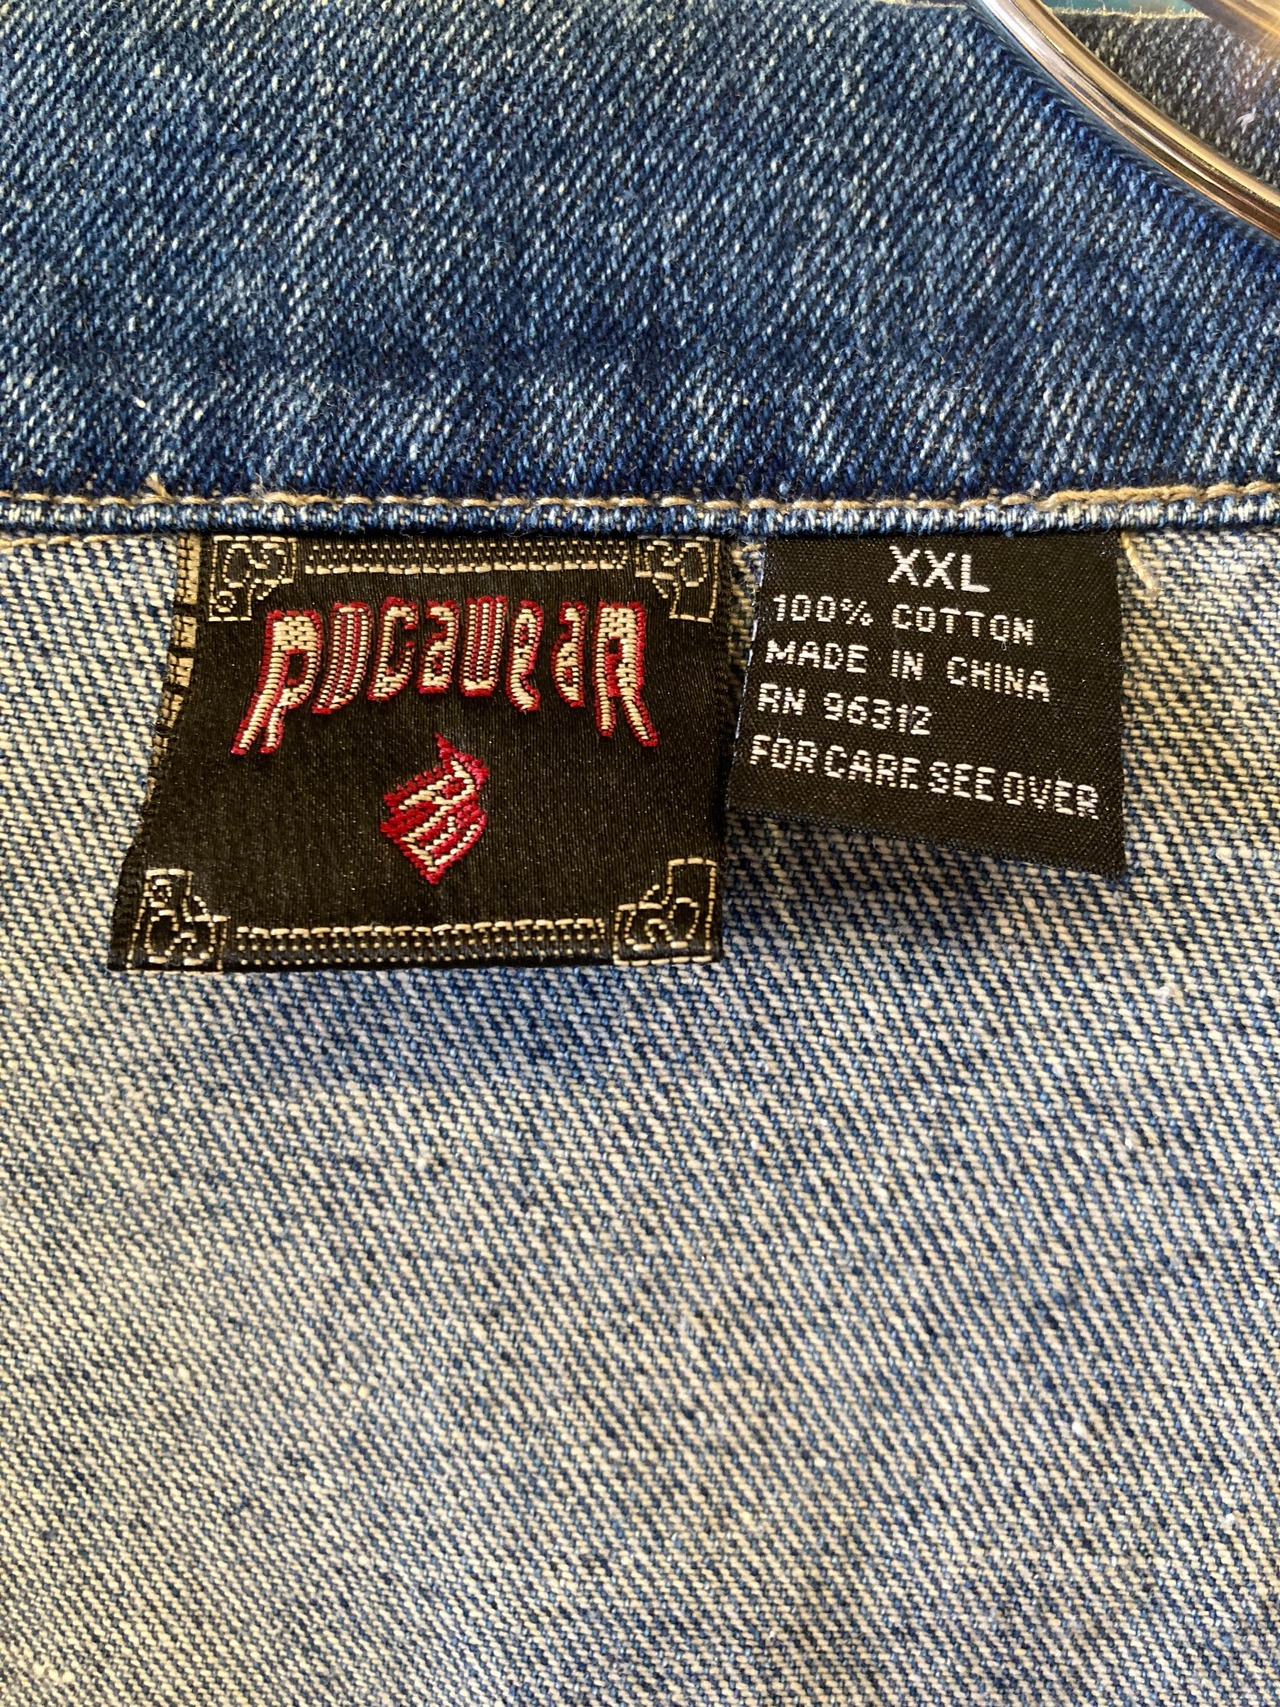 ROCAWEAR
R
XXL
100% COTTON
MADE IN CHINA
RN 96312
FOR CARE SEE OVER